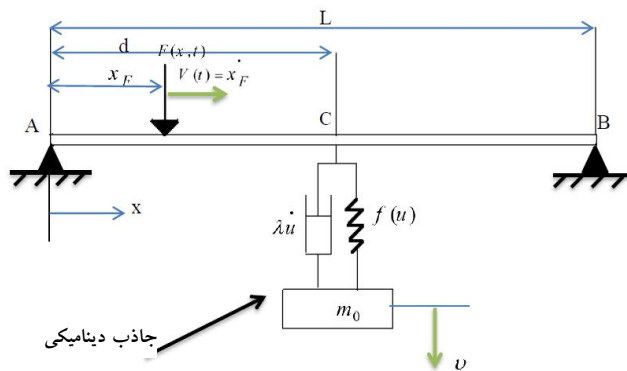 L
d
F(x,t)
x_F
V(t) = ẋ_F
A
C
B
x
λu̇
f(u)
m₀
جاذب دینامیکی
υ